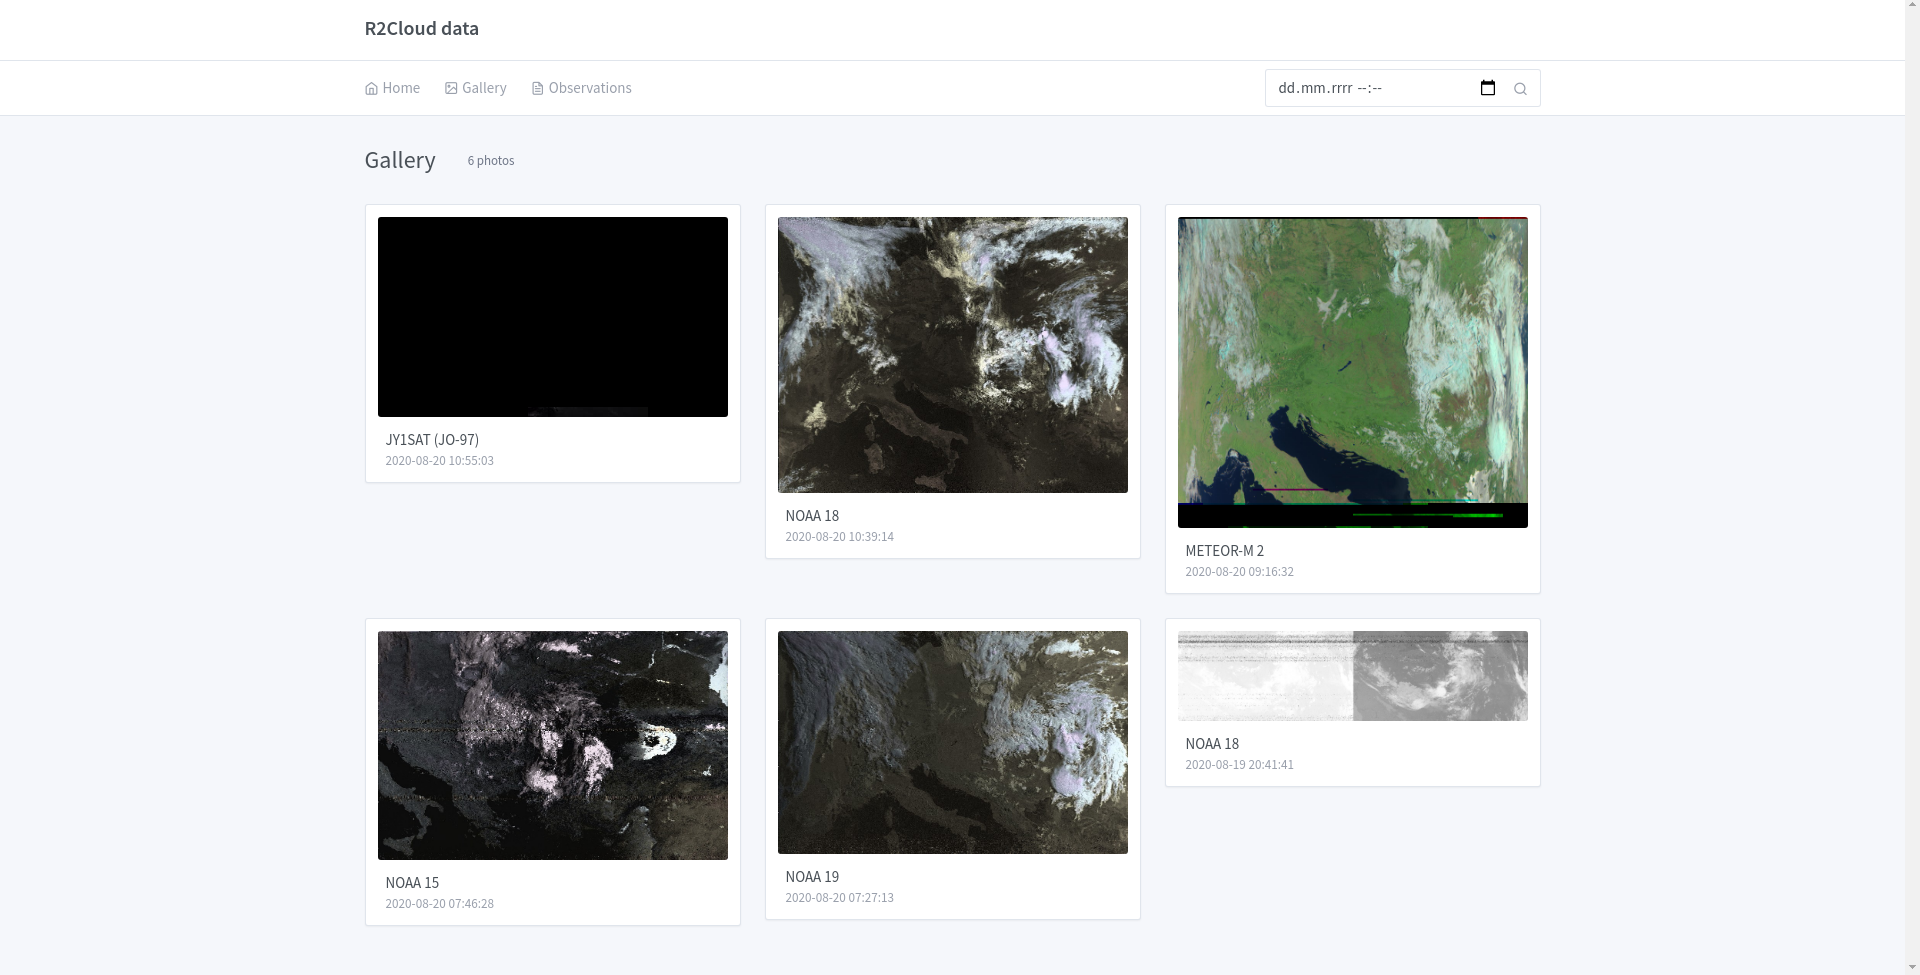 R2Cloud data
Home Gallery Observations dd.mm.rrrr --:--
Gallery 6 photos
JY1SAT (JO-97)
2020-08-20 10:55:03
NOAA 18
2020-08-20 10:39:14
METEOR-M 2
2020-08-20 09:16:32
NOAA 15
2020-08-20 07:46:28
NOAA 19
2020-08-20 07:27:13
NOAA 18
2020-08-19 20:41:41